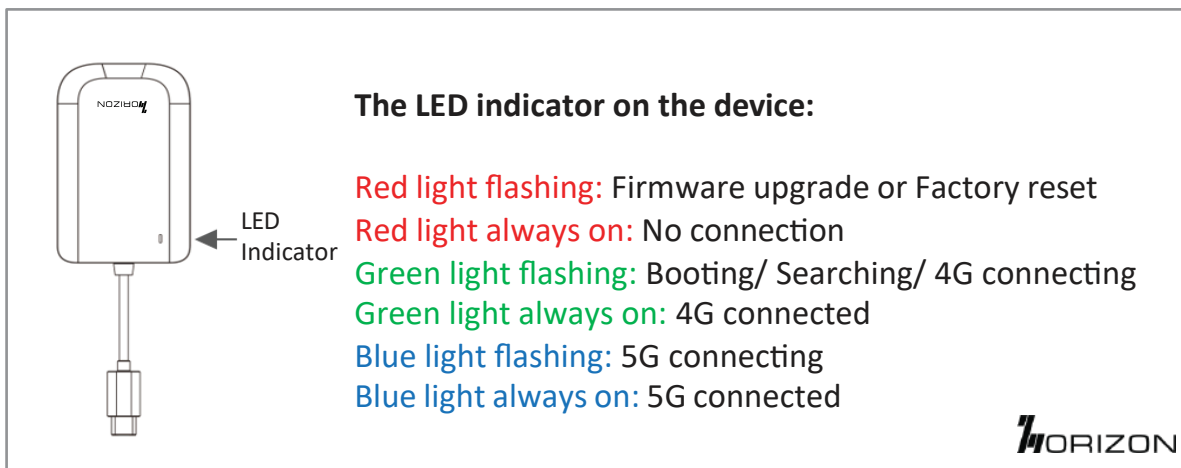 HORIZON
The LED indicator on the device:
Red light flashing: Firmware upgrade or Factory reset
Red light always on: No connection
LED
Indicator
Green light flashing: Booting/ Searching/ 4G connecting
Green light always on: 4G connected
Blue light flashing: 5G connecting
Blue light always on: 5G connected
HORIZON